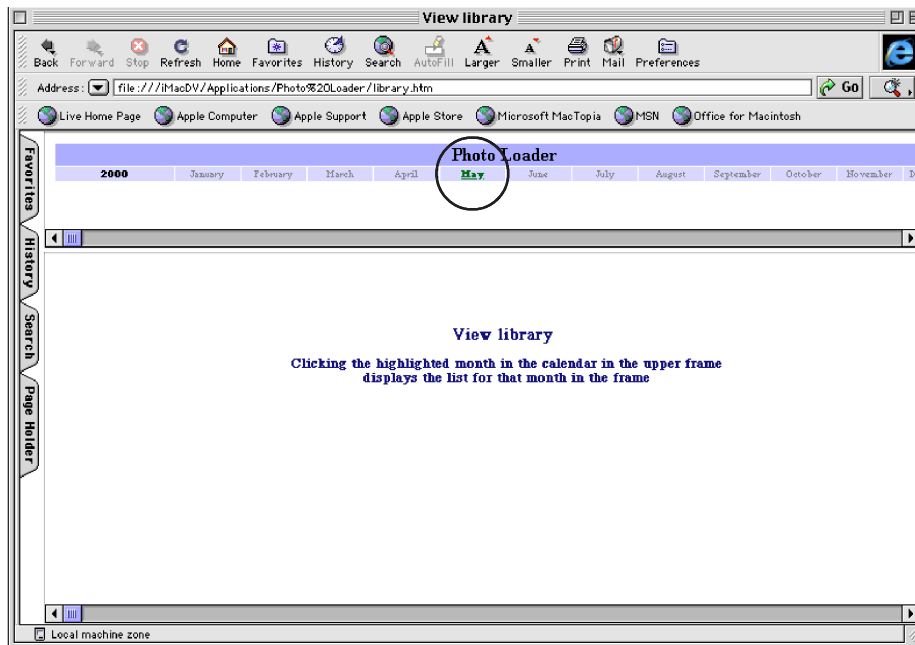 View library
Back Forward Stop Refresh Home Favorites History Search AutoFill Larger Smaller Print Mail Preferences
Address: file:///iMacDV/Applications/Photo%20Loader/library.htm Go
Live Home Page Apple Computer Apple Support Apple Store Microsoft MacTopia MSN Office for Macintosh
Photo Loader
2000 January February March April May June July August September October November D
Favorites
History
Search
Page Holder
View library
Clicking the highlighted month in the calendar in the upper frame
displays the list for that month in the frame
Local machine zone